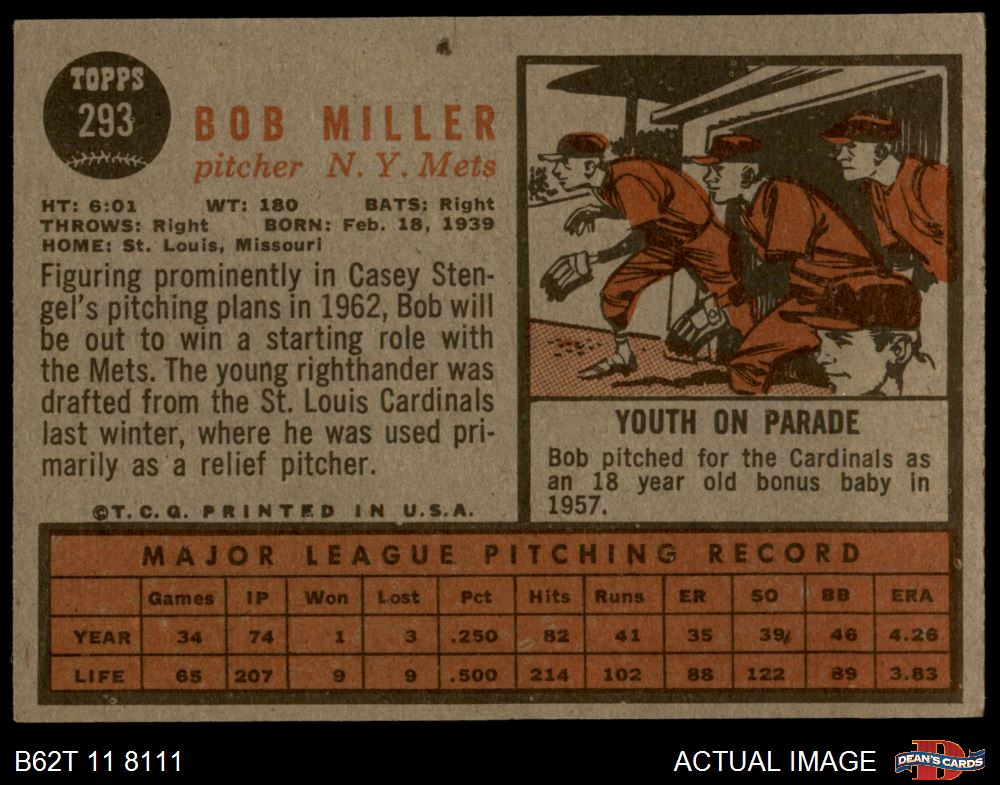 TOPPS
293
BOB MILLER
pitcher N. Y. Mets
HT: 6:01 WT: 180 BATS: Right
THROWS: Right BORN: Feb. 18, 1939
HOME: St. Louis, Missouri
Figuring prominently in Casey Sten-
gel's pitching plans in 1962, Bob will
be out to win a starting role with
the Mets. The young righthander was
drafted from the St. Louis Cardinals
last winter, where he was used pri-
marily as a relief pitcher.
©T.C.G. PRINTED IN U.S.A.
YOUTH ON PARADE
Bob pitched for the Cardinals as
an 18 year old bonus baby in
1957.
MAJOR LEAGUE PITCHING RECORD
Games IP Won Lost Pct Hits Runs ER SO BB ERA
YEAR 34 74 1 3 .250 82 41 35 39 46 4.26
LIFE 65 207 9 9 .500 214 102 88 122 89 3.83
B62T 11 8111
ACTUAL IMAGE
DEAN'S CARDS